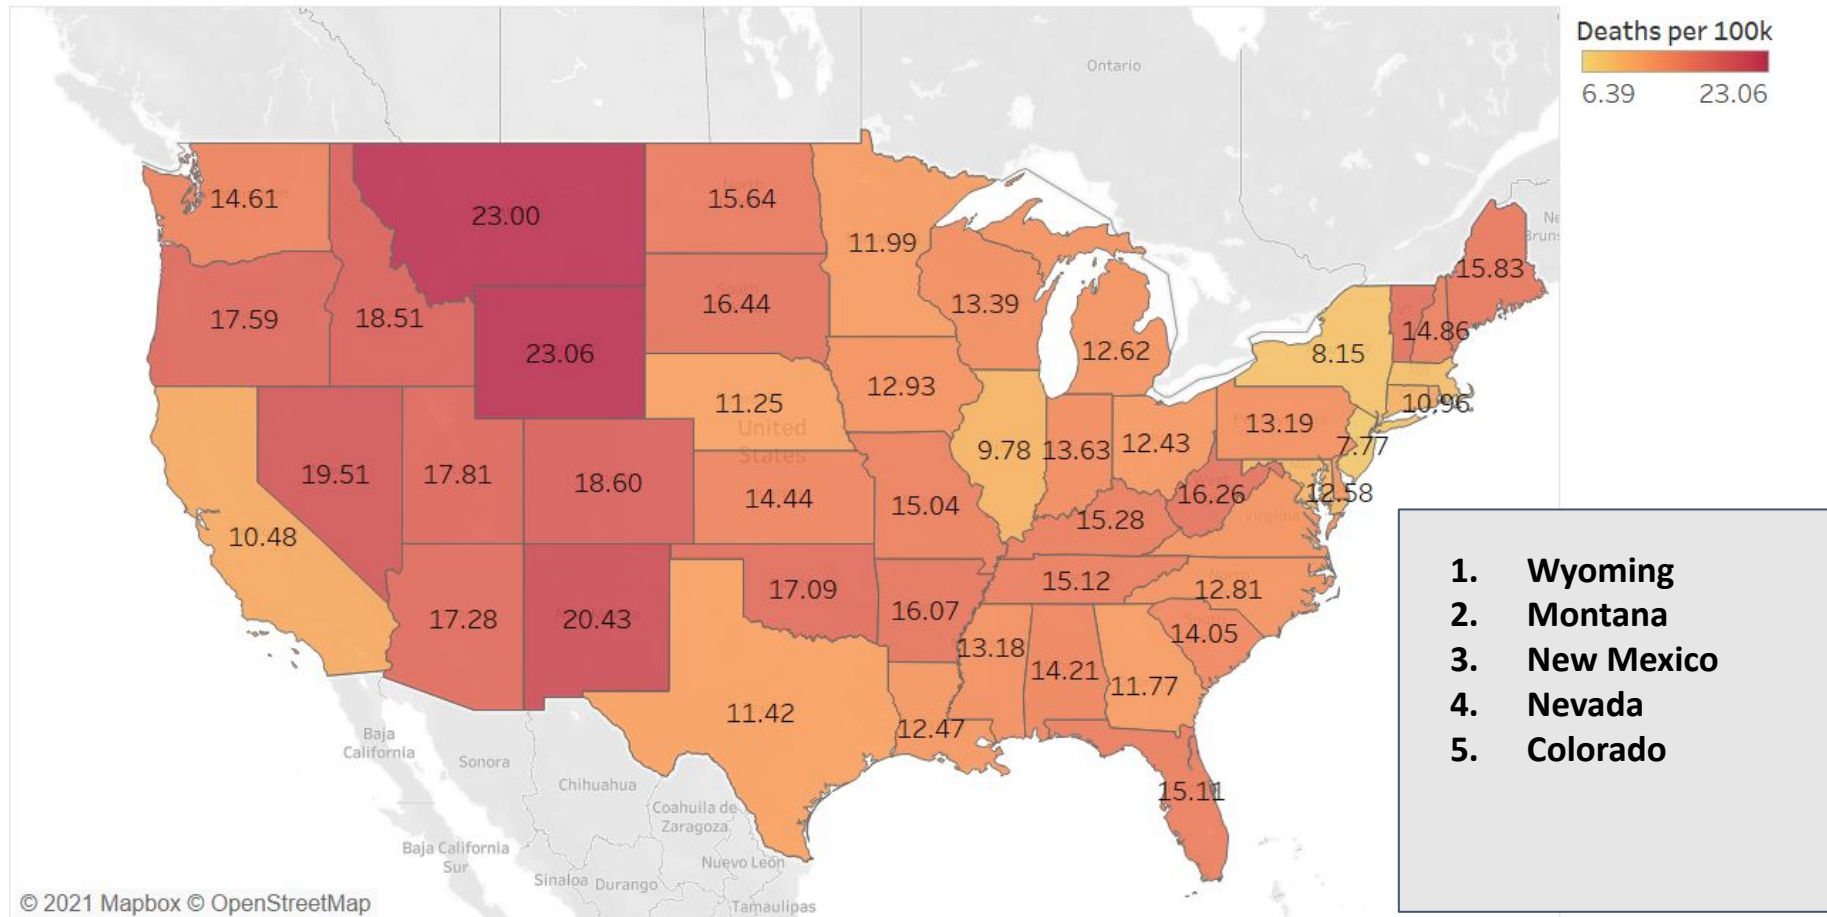 Deaths per 100k
6.39 23.06
Ontario
14.61
23.00
15.64
11.99
15.83
17.59
18.51
23.06
16.44
13.39
12.62
8.15
14.86
11.25
12.93
10.96
United
States
19.51
17.81
18.60
14.44
9.78
13.63
12.43
13.19
7.77
15.04
15.28
16.26
12.58
Virginia
10.48
17.28
20.43
17.09
16.07
15.12
12.81
13.18
14.21
11.77
14.05
11.42
12.47
15.11
1. Wyoming
2. Montana
3. New Mexico
4. Nevada
5. Colorado
Baja
California
Sonora
Chihuahua
Coahuila de
Zaragoza
Baja California
Sur
Sinaloa
Durango
Nuevo León
Tamaulipas
© 2021 Mapbox © OpenStreetMap